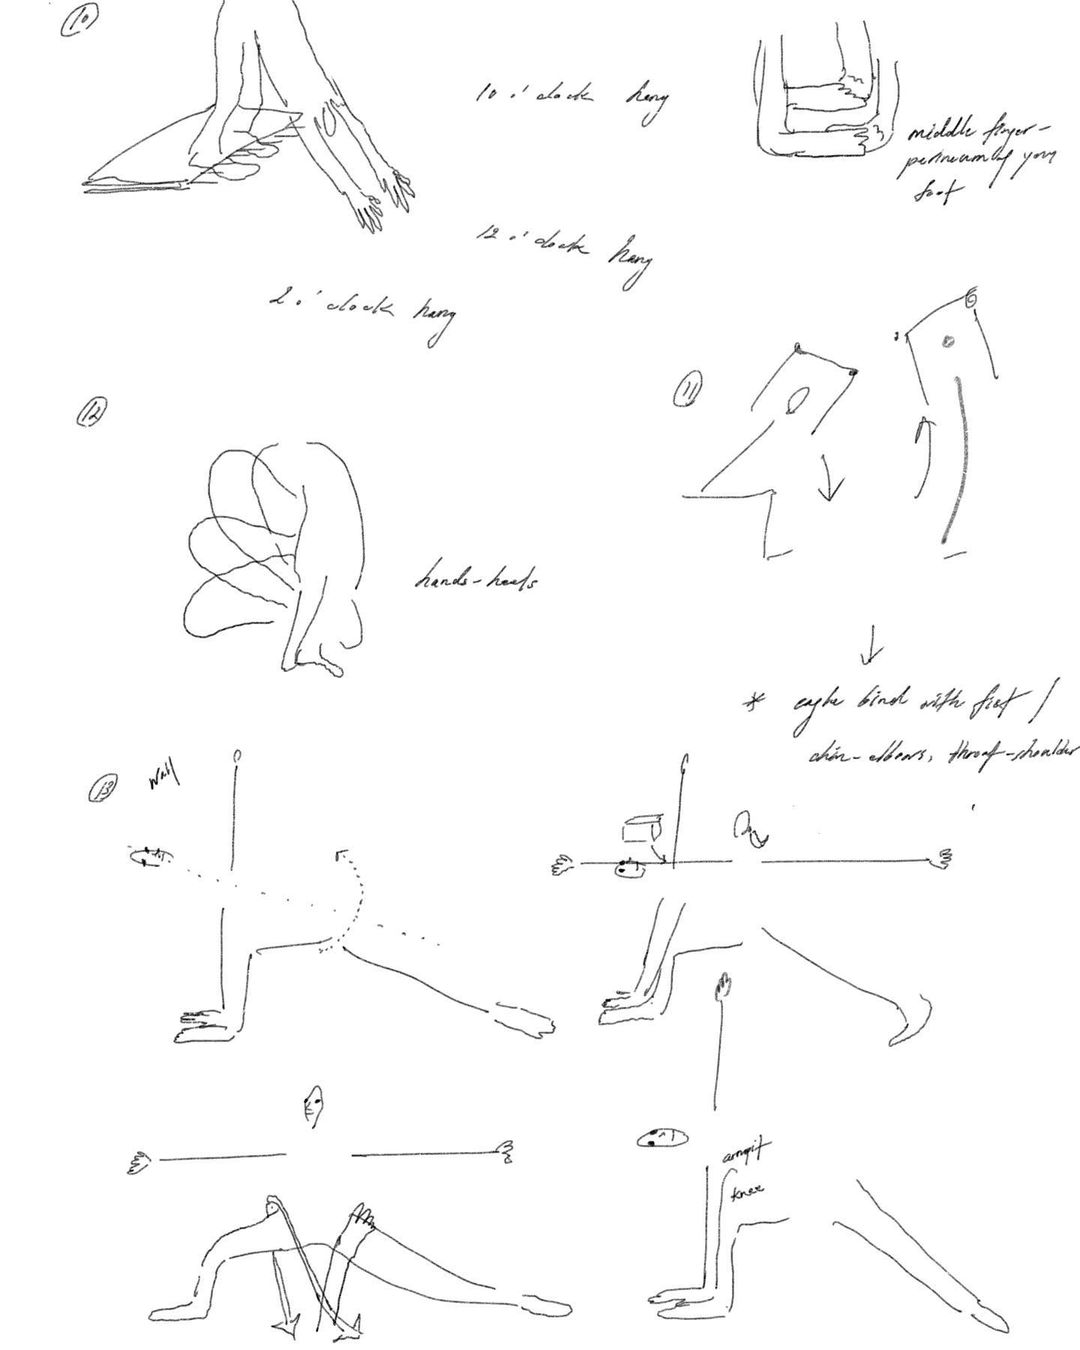 10
10 o'clock hang
middle finger-
perineum of your
foot
12 o'clock hang
2 o'clock hang
11
12
hands-heels
* eagle bind with fist /
chin-elbows, throat-shoulder
13
wall
armpit
knee